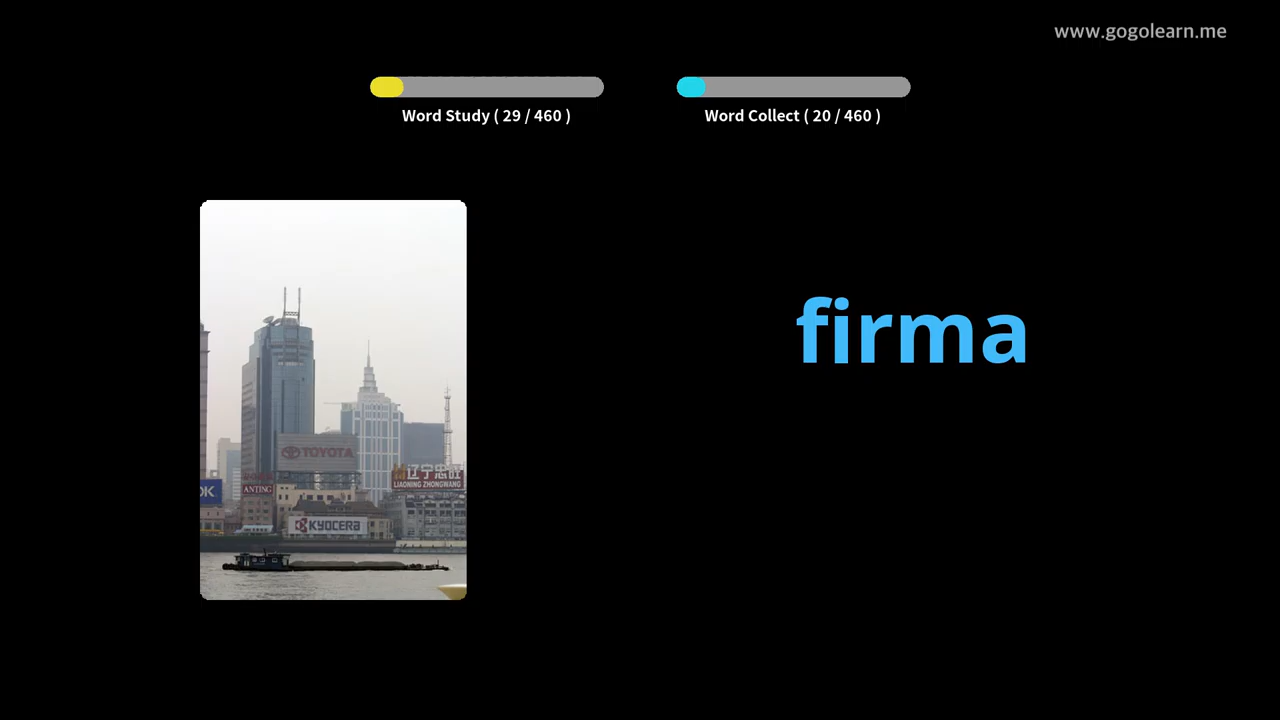 www.gogolearn.me
Word Study ( 29 / 460 )
Word Collect ( 20 / 460 )
firma
TOYOTA
辽宁忠旺
LIAONING ZHONGWANG
OK
ANTING
KYOCERA